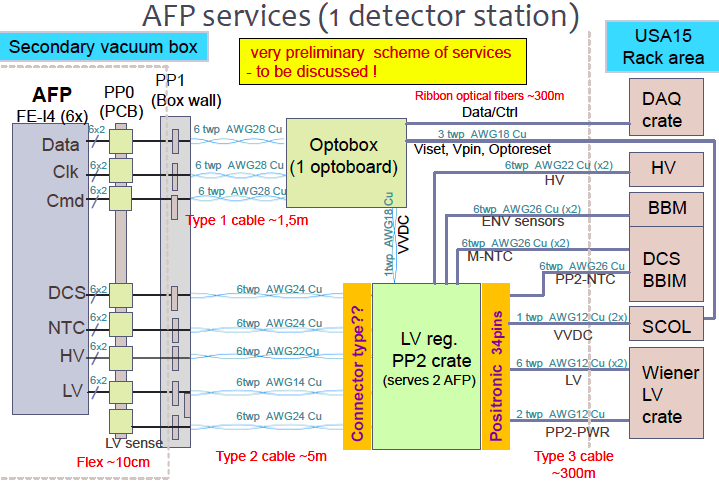 AFP services (1 detector station)
Secondary vacuum box
very preliminary scheme of services
- to be discussed !
USA15
Rack area
AFP
FE-I4 (6x)
PP0
(PCB)
PP1
(Box wall)
Ribbon optical fibers ~300m
Data/Ctrl
DAQ
crate
Data
6x2
6 twp AWG28 Cu
Optobox
(1 optoboard)
3 twp AWG18 Cu
Viset, Vpin, Optoreset
Clk
6x2
6 twp AWG28 Cu
6twp AWG22 Cu (x2)
HV
HV
Cmd
6x2
6 twp AWG28 Cu
Type 1 cable ~1,5m
1twp AWG18 Cu
VVDC
6twp AWG26 Cu (x2)
ENV sensors
BBM
6twp AWG26 Cu (x2)
M-NTC
DCS
BBIM
6twp AWG26 Cu
PP2-NTC
DCS
6x2
6twp AWG24 Cu
Connector type??
LV reg.
PP2 crate
(serves 2 AFP)
Positronic 34pins
1 twp AWG12 Cu (2x)
VVDC
SCOL
NTC
6x2
6twp AWG24 Cu
HV
6x2
6twp AWG22Cu
6 twp AWG12 Cu (x2)
LV
Wiener
LV
crate
LV
6x2
6twp AWG14 Cu
6twp AWG24 Cu
2 twp AWG12 Cu
PP2-PWR
LV sense
Flex ~10cm
Type 2 cable ~5m
Type 3 cable
~300m